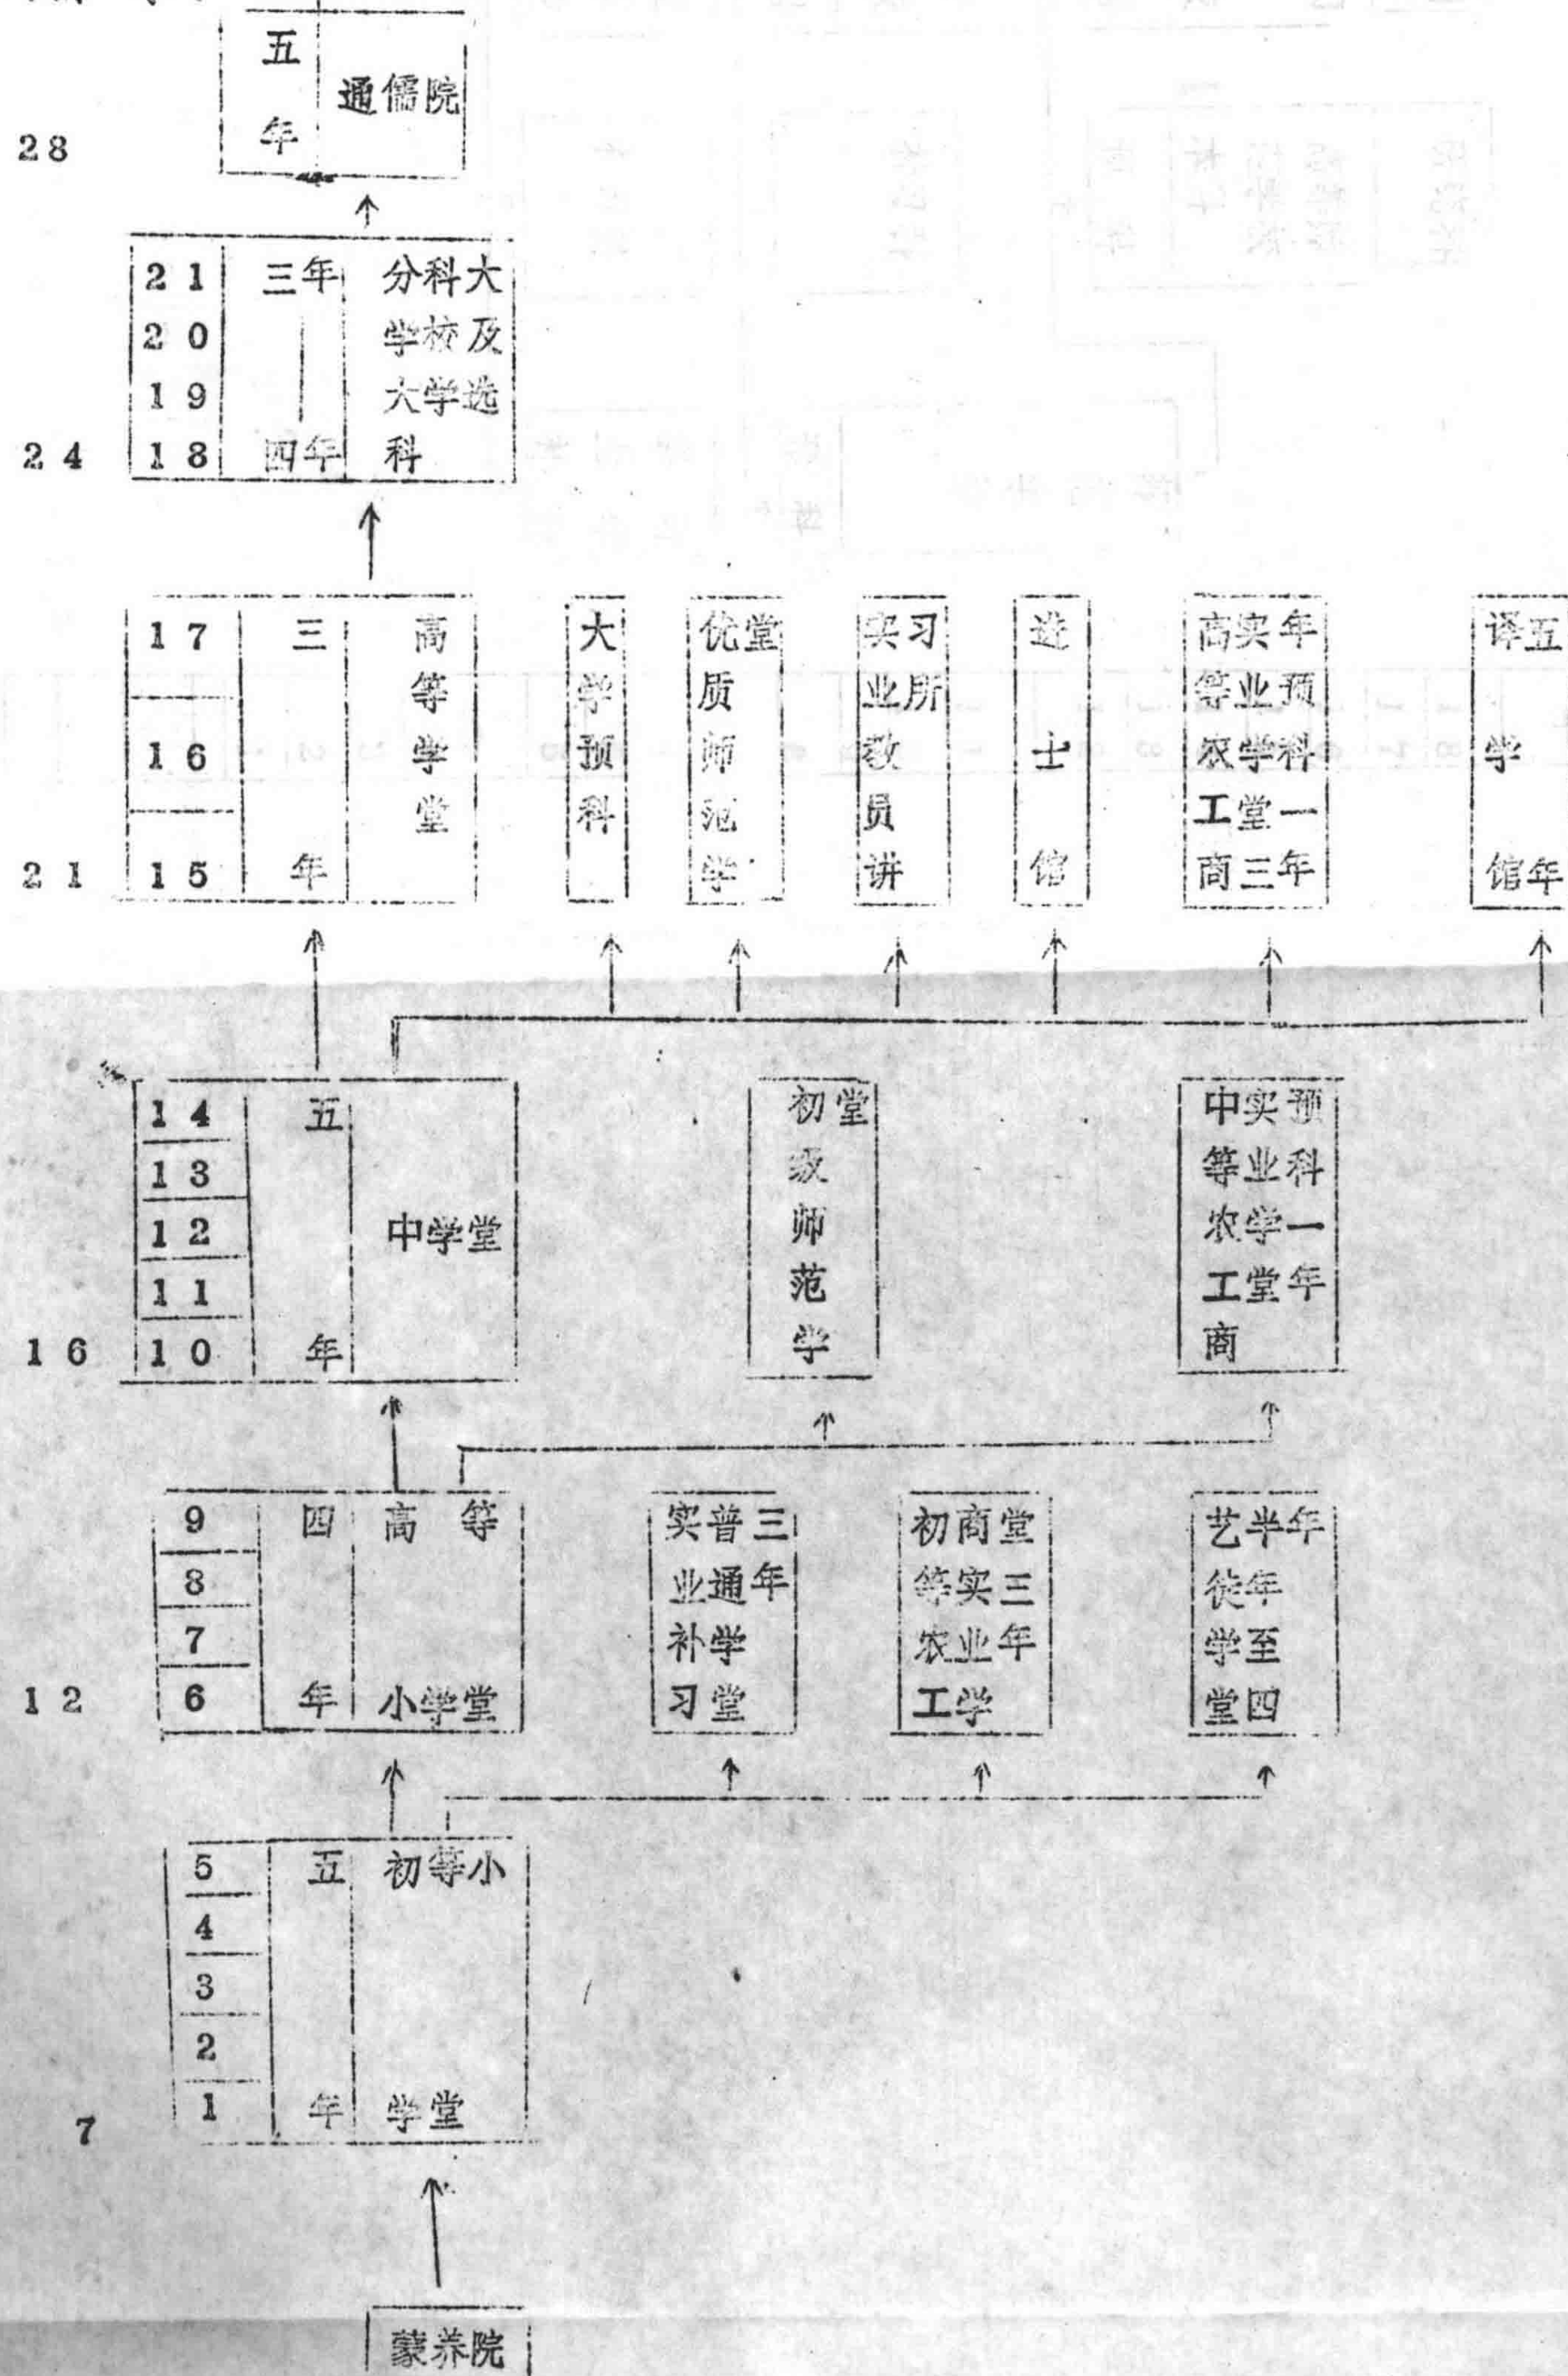 五年
通儒院
28
21 三年 分科大
20 学校及
19 大学选
24 18 四年 科
17 三 高等学堂
16
21 15 年
大学预科
优质师范学堂
实业教员讲习所
进士馆
高等农工商实业学堂三年预科一年
译学馆五年
14 五
13
12 中学堂
11
16 10 年
初级师范学堂
中等农工商实业学堂预科一年
9 四 高等
8
7
12 6 年 小学堂
实业补习普通学堂三年
初等农工商实业学堂三年
艺徒学堂半年至四年
5 五 初等小
4
3
2
7 1 年 学堂
蒙养院